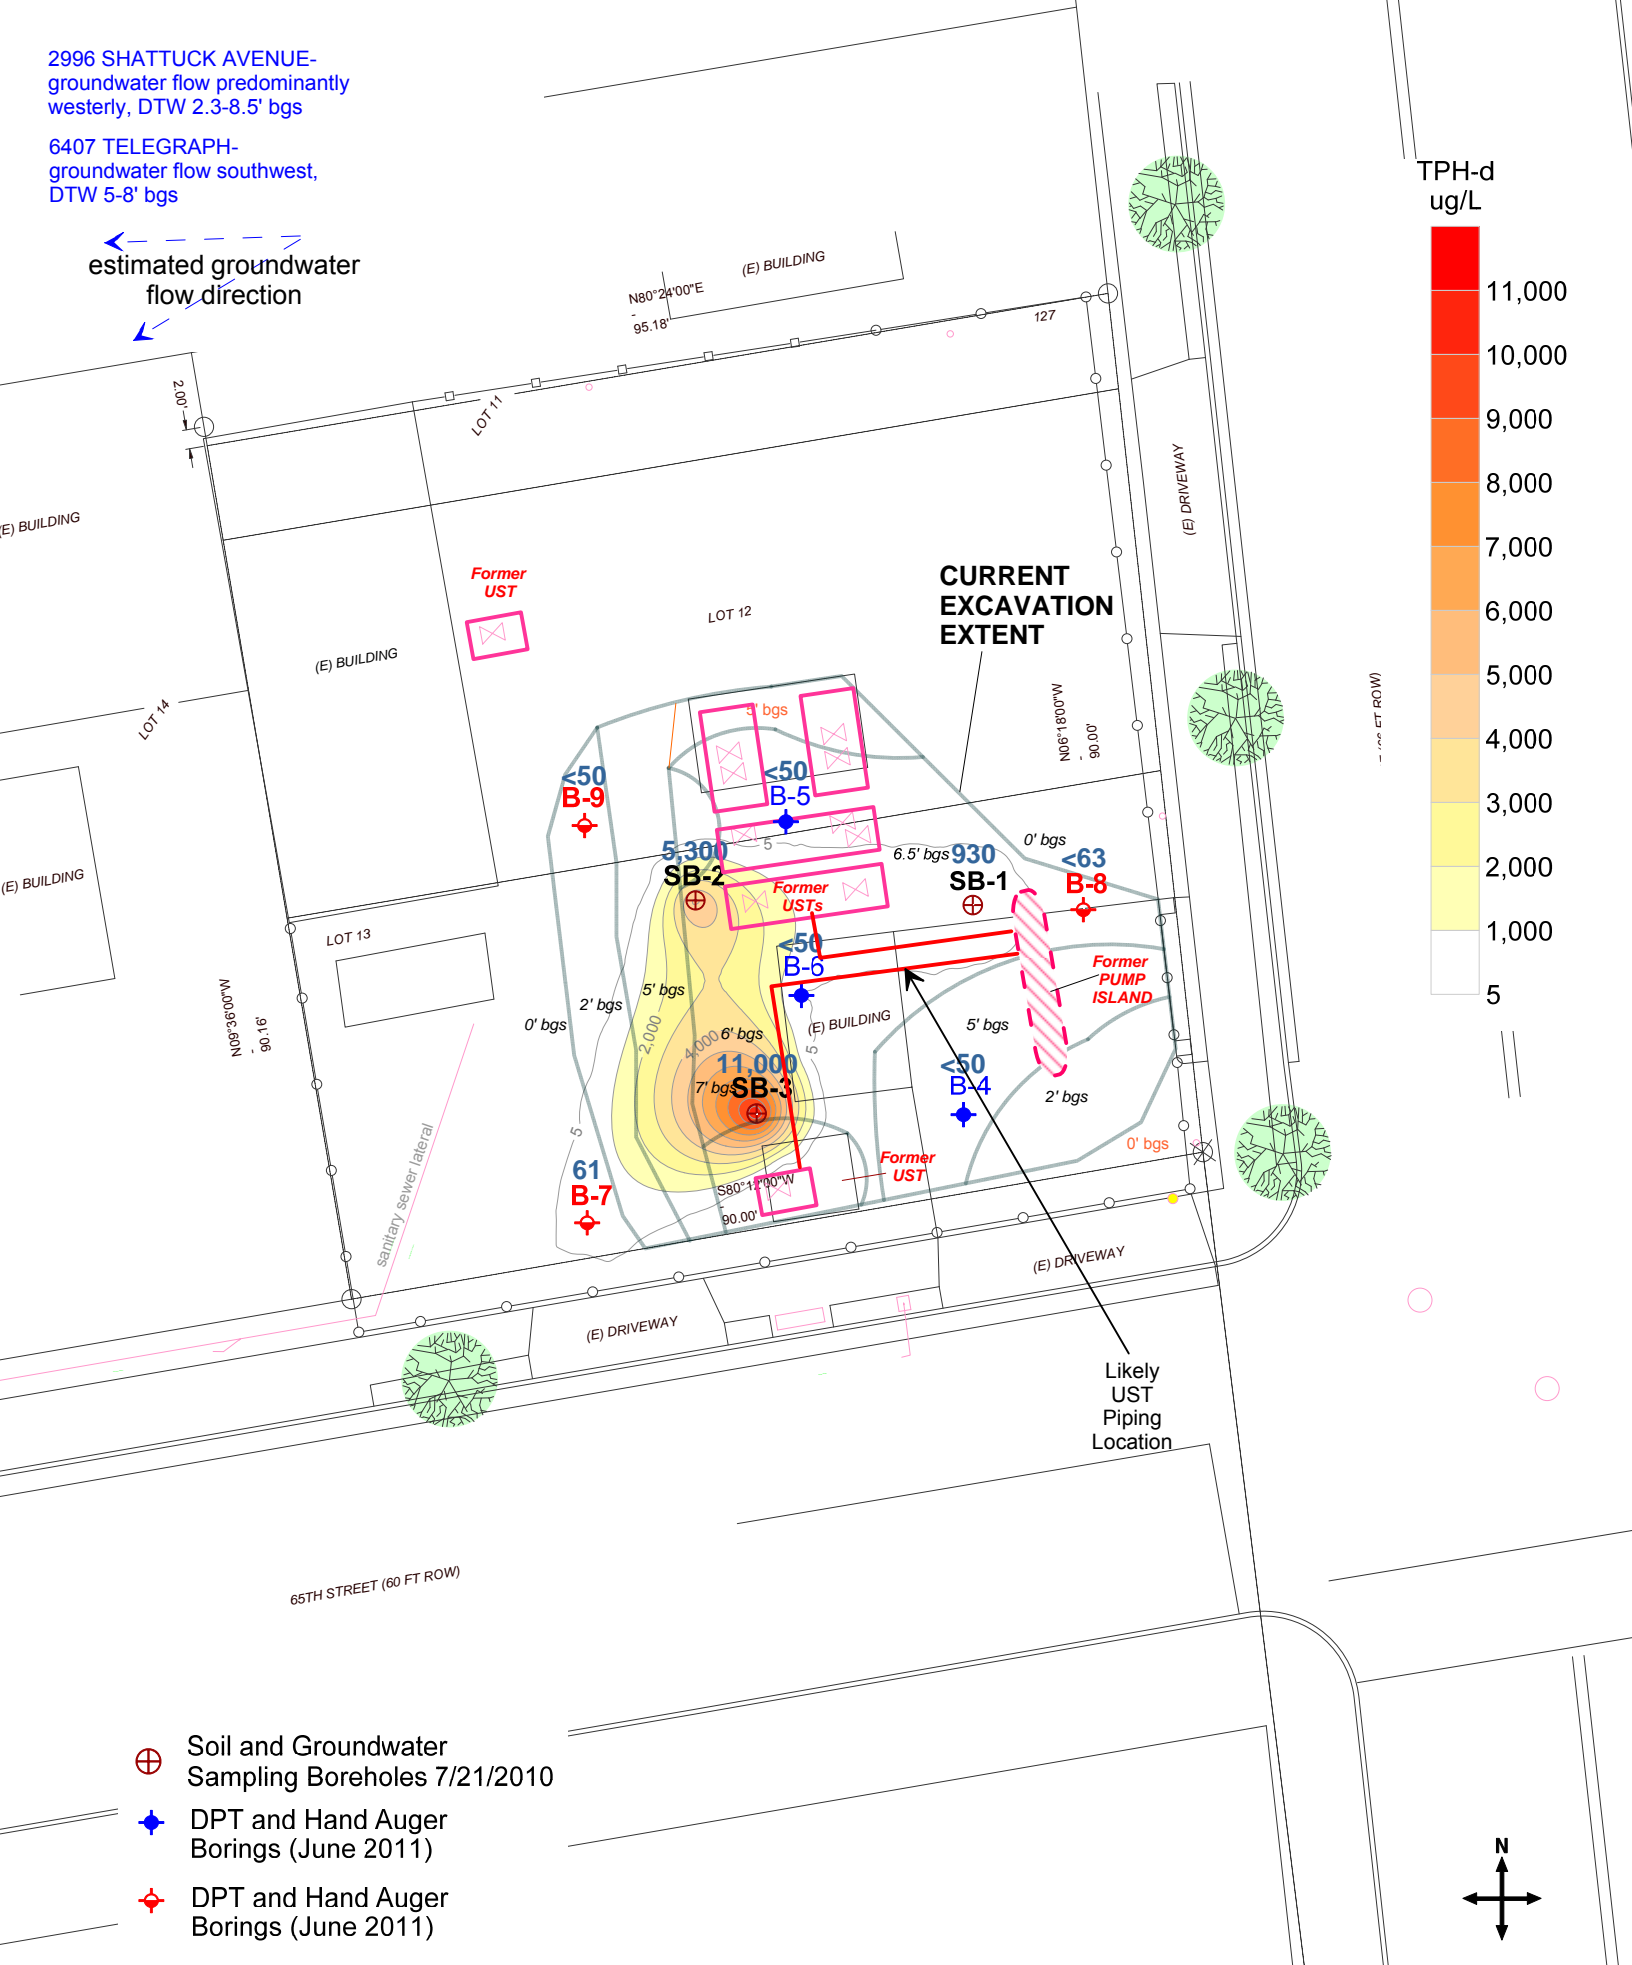 2996 SHATTUCK AVENUE-
groundwater flow predominantly
westerly, DTW 2.3-8.5' bgs
6407 TELEGRAPH-
groundwater flow southwest,
DTW 5-8' bgs
estimated groundwater
flow direction
TPH-d
ug/L
11,000
10,000
9,000
8,000
7,000
6,000
5,000
4,000
3,000
2,000
1,000
5
(E) BUILDING
N80°24'00"E
-
95.18'
127
2.00'
LOT 11
(E) BUILDING
(E) DRIVEWAY
Former
UST
LOT 12
CURRENT
EXCAVATION
EXTENT
(E) BUILDING
LOT 14
N06°18'00"W
-
90.00'
5' bgs
<50
B-9
<50
B-5
5
5,300
SB-2
6.5' bgs
930
SB-1
0' bgs
<63
B-8
(E) BUILDING
Former
USTs
LOT 13
<50
B-6
Former
PUMP
ISLAND
N09°36'00"W
-
90.16'
0' bgs
2' bgs
5' bgs
6' bgs
(E) BUILDING
5' bgs
2,000
4,000
5
11,000
SB-3
7' bgs
<50
B-4
2' bgs
5
0' bgs
sanitary sewer lateral
61
B-7
Former
UST
S80°12'00"W
-
90.00'
(E) DRIVEWAY
(E) DRIVEWAY
Likely
UST
Piping
Location
65TH STREET (60 FT ROW)
Soil and Groundwater
Sampling Boreholes 7/21/2010
DPT and Hand Auger
Borings (June 2011)
DPT and Hand Auger
Borings (June 2011)
N